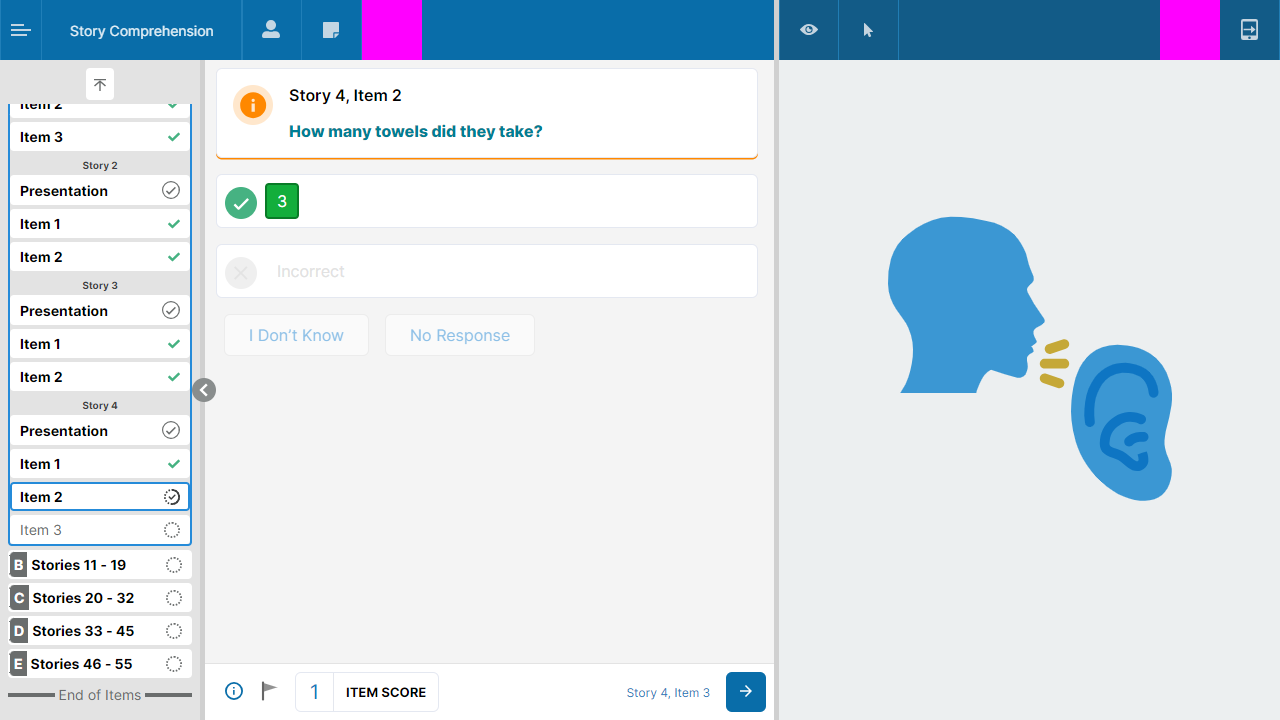 Story Comprehension
Item 2
Item 3
Story 2
Presentation
Item 1
Item 2
Story 3
Presentation
Item 1
Item 2
Story 4
Presentation
Item 1
Item 2
Item 3
B Stories 11 - 19
C Stories 20 - 32
D Stories 33 - 45
E Stories 46 - 55
End of Items
Story 4, Item 2
How many towels did they take?
3
Incorrect
I Don't Know
No Response
1 ITEM SCORE
Story 4, Item 3